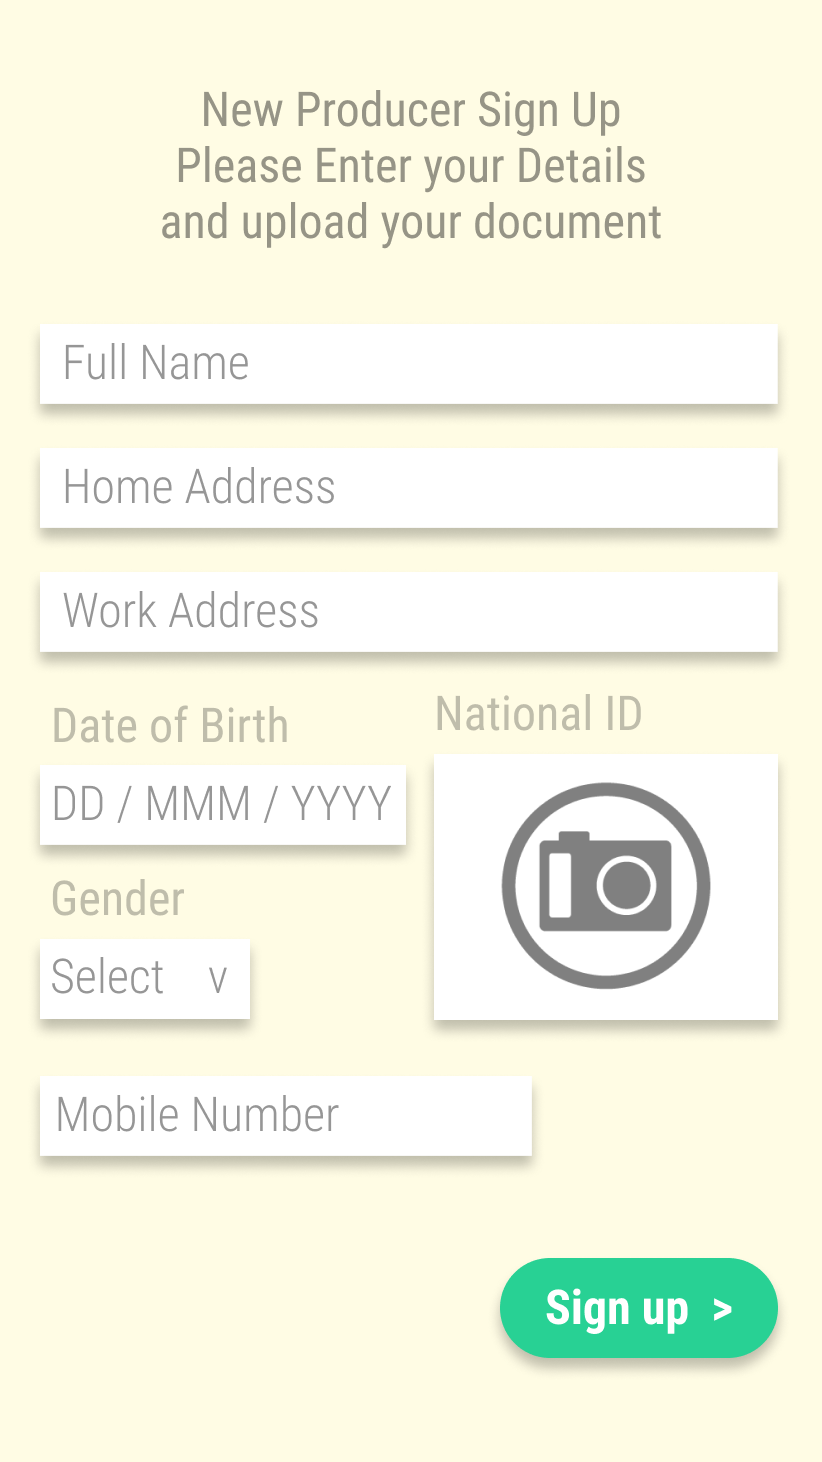 New Producer Sign Up
Please Enter your Details
and upload your document
Full Name
Home Address
Work Address
Date of Birth
DD / MMM / YYYY
National ID
Gender
Select v
Mobile Number
Sign up >